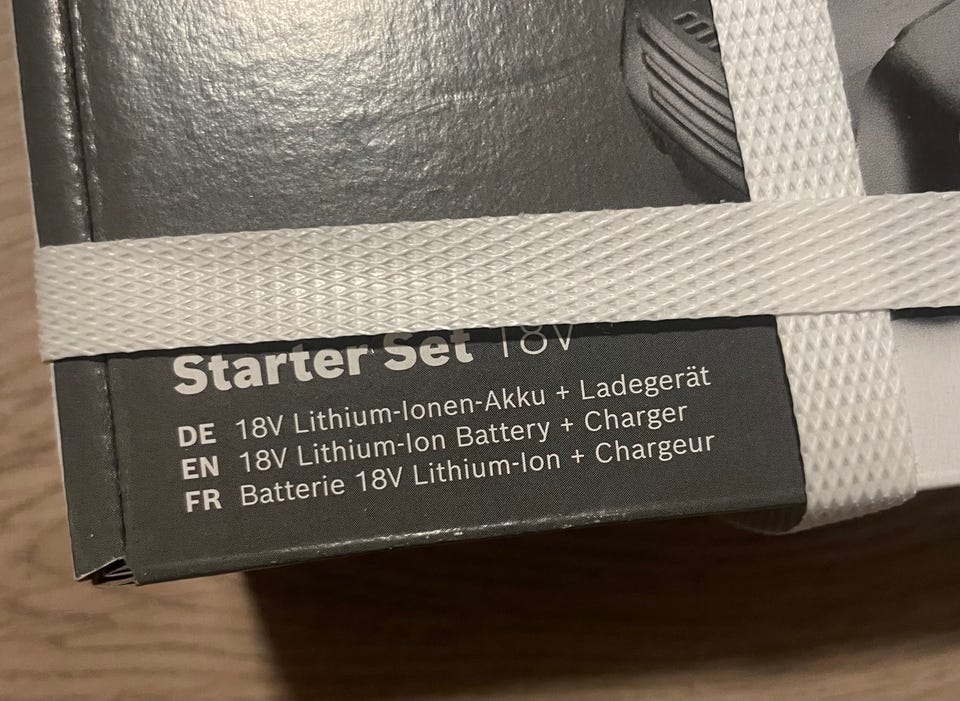 Starter Set 18V
DE 18V Lithium-Ionen-Akku + Ladegerät
EN 18V Lithium-Ion Battery + Charger
FR Batterie 18V Lithium-Ion + Chargeur